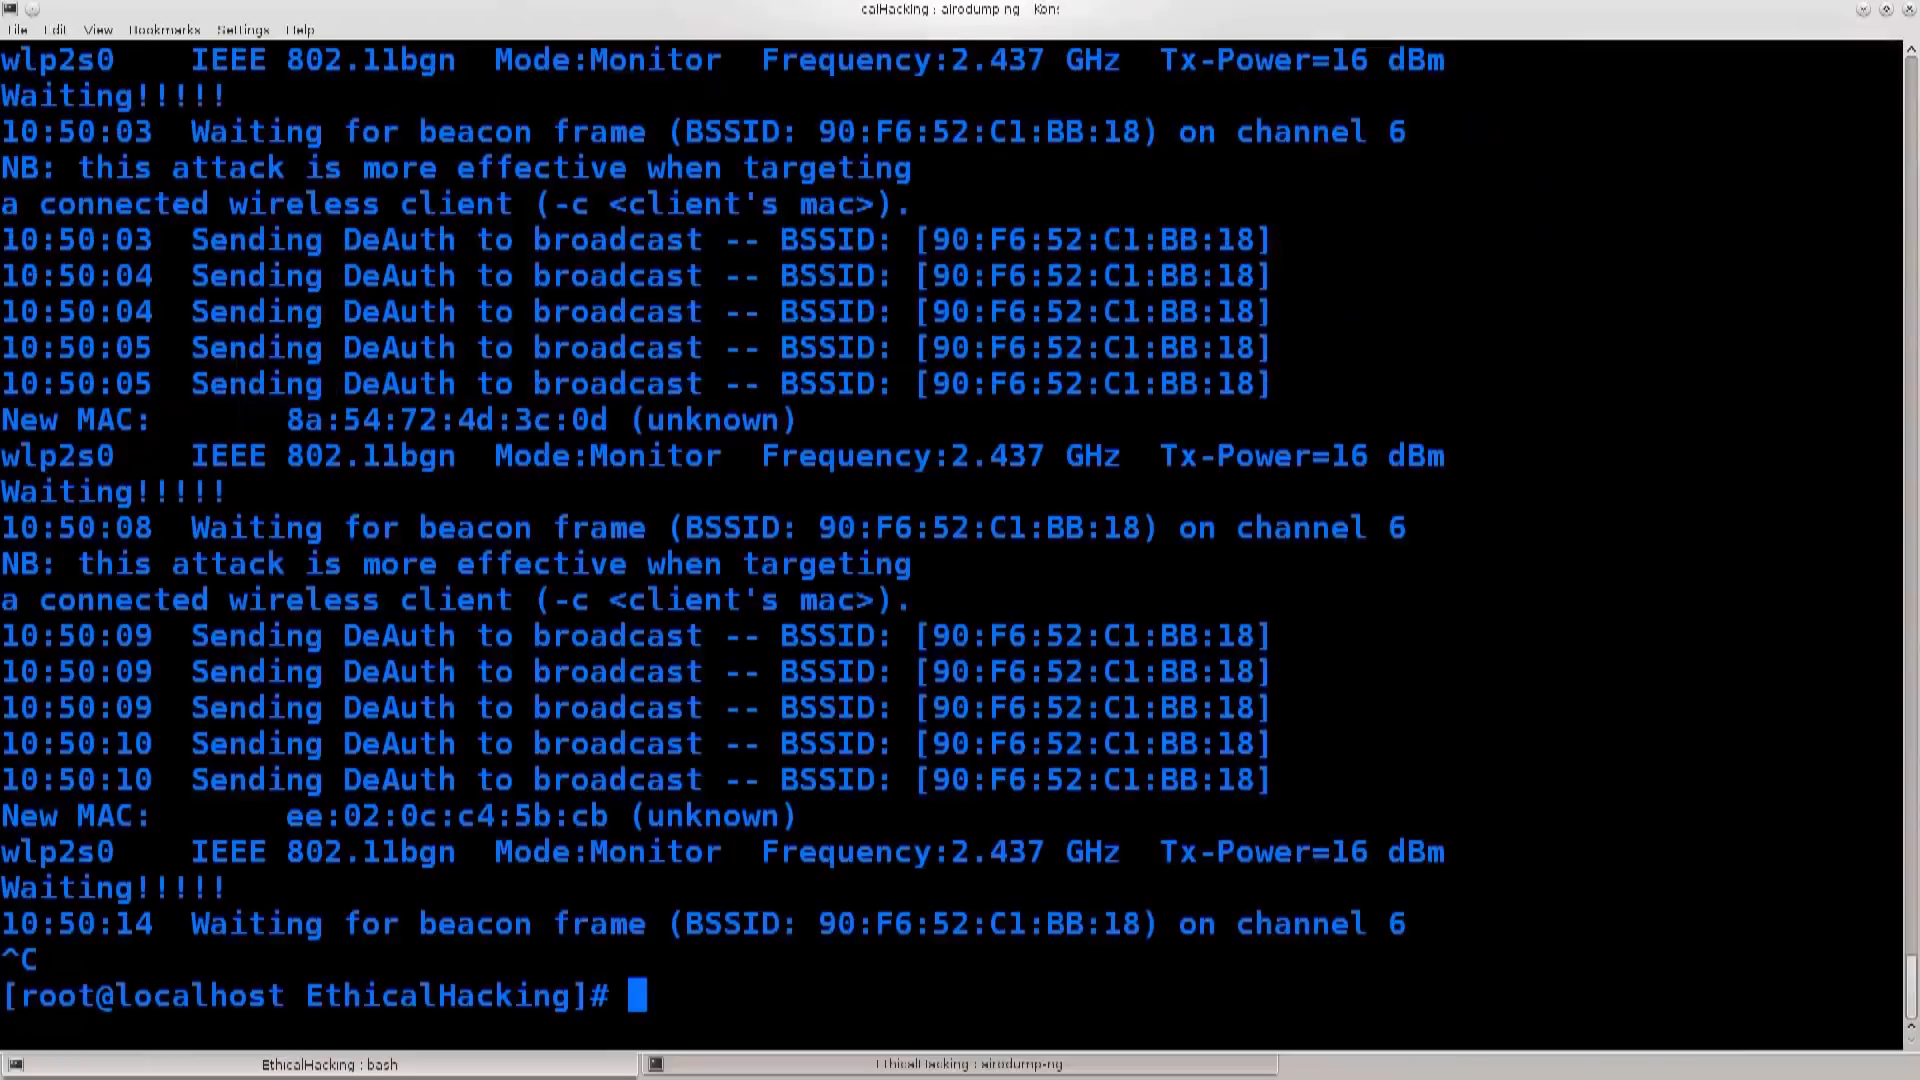 calHacking : airodump-ng Kons
File Edit View Bookmarks Settings Help
wlp2s0 IEEE 802.11bgn Mode:Monitor Frequency:2.437 GHz Tx-Power=16 dBm
Waiting!!!!!
10:50:03 Waiting for beacon frame (BSSID: 90:F6:52:C1:BB:18) on channel 6
NB: this attack is more effective when targeting
a connected wireless client (-c <client's mac>).
10:50:03 Sending DeAuth to broadcast -- BSSID: [90:F6:52:C1:BB:18]
10:50:04 Sending DeAuth to broadcast -- BSSID: [90:F6:52:C1:BB:18]
10:50:04 Sending DeAuth to broadcast -- BSSID: [90:F6:52:C1:BB:18]
10:50:05 Sending DeAuth to broadcast -- BSSID: [90:F6:52:C1:BB:18]
10:50:05 Sending DeAuth to broadcast -- BSSID: [90:F6:52:C1:BB:18]
New MAC: 8a:54:72:4d:3c:0d (unknown)
wlp2s0 IEEE 802.11bgn Mode:Monitor Frequency:2.437 GHz Tx-Power=16 dBm
Waiting!!!!!
10:50:08 Waiting for beacon frame (BSSID: 90:F6:52:C1:BB:18) on channel 6
NB: this attack is more effective when targeting
a connected wireless client (-c <client's mac>).
10:50:09 Sending DeAuth to broadcast -- BSSID: [90:F6:52:C1:BB:18]
10:50:09 Sending DeAuth to broadcast -- BSSID: [90:F6:52:C1:BB:18]
10:50:09 Sending DeAuth to broadcast -- BSSID: [90:F6:52:C1:BB:18]
10:50:10 Sending DeAuth to broadcast -- BSSID: [90:F6:52:C1:BB:18]
10:50:10 Sending DeAuth to broadcast -- BSSID: [90:F6:52:C1:BB:18]
New MAC: ee:02:0c:c4:5b:cb (unknown)
wlp2s0 IEEE 802.11bgn Mode:Monitor Frequency:2.437 GHz Tx-Power=16 dBm
Waiting!!!!!
10:50:14 Waiting for beacon frame (BSSID: 90:F6:52:C1:BB:18) on channel 6
^C
[root@localhost EthicalHacking]#
EthicalHacking : bash
EthicalHacking : airodump-ng